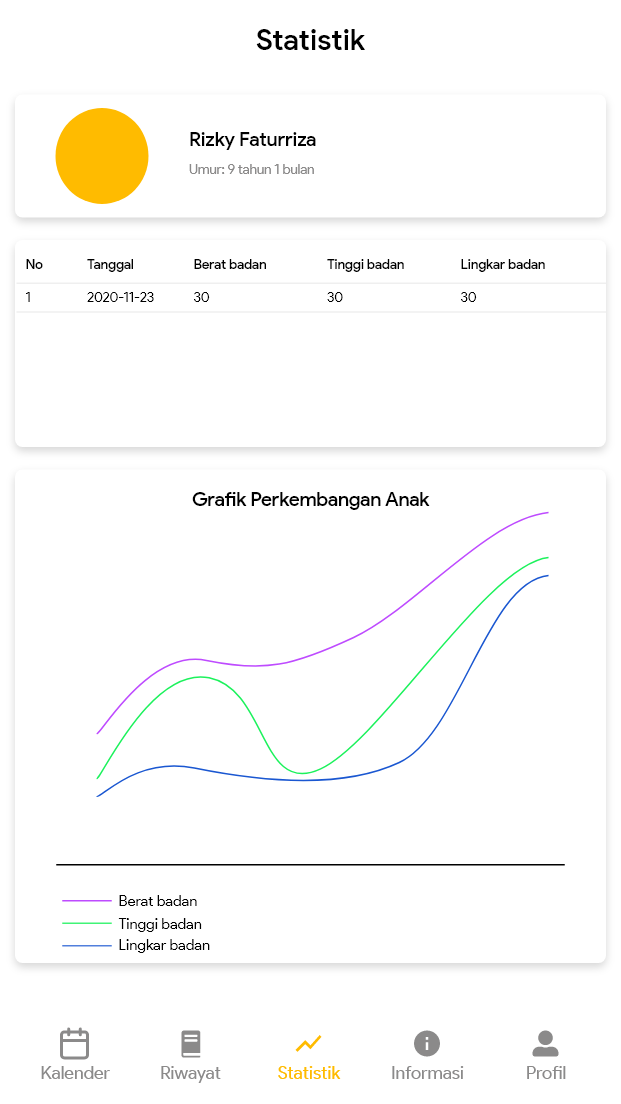 Statistik
Rizky Faturriza
Umur: 9 tahun 1 bulan
No Tanggal Berat badan Tinggi badan Lingkar badan
1 2020-11-23 30 30 30
Grafik Perkembangan Anak
Berat badan
Tinggi badan
Lingkar badan
Kalender Riwayat Statistik Informasi Profil